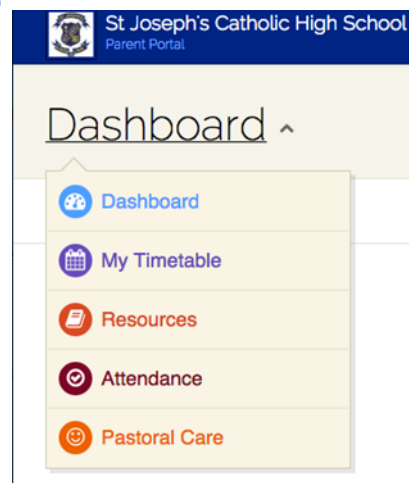 St Joseph's Catholic High School
Parent Portal
Dashboard
Dashboard
My Timetable
Resources
Attendance
Pastoral Care